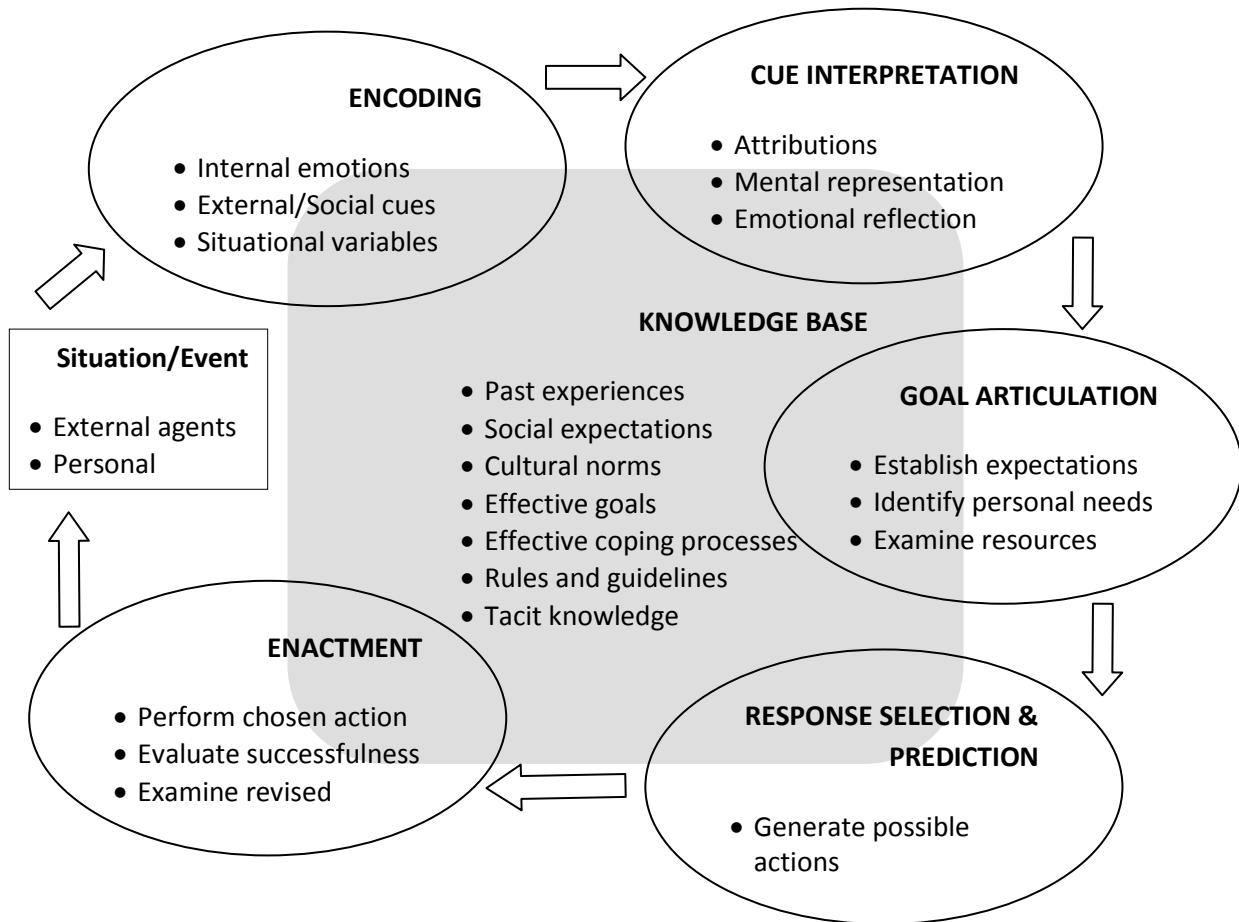 ENCODING
• Internal emotions
• External/Social cues
• Situational variables
CUE INTERPRETATION
• Attributions
• Mental representation
• Emotional reflection
Situation/Event
• External agents
• Personal
KNOWLEDGE BASE
• Past experiences
• Social expectations
• Cultural norms
• Effective goals
• Effective coping processes
• Rules and guidelines
• Tacit knowledge
GOAL ARTICULATION
• Establish expectations
• Identify personal needs
• Examine resources
ENACTMENT
• Perform chosen action
• Evaluate successfulness
• Examine revised
RESPONSE SELECTION &
PREDICTION
• Generate possible
actions